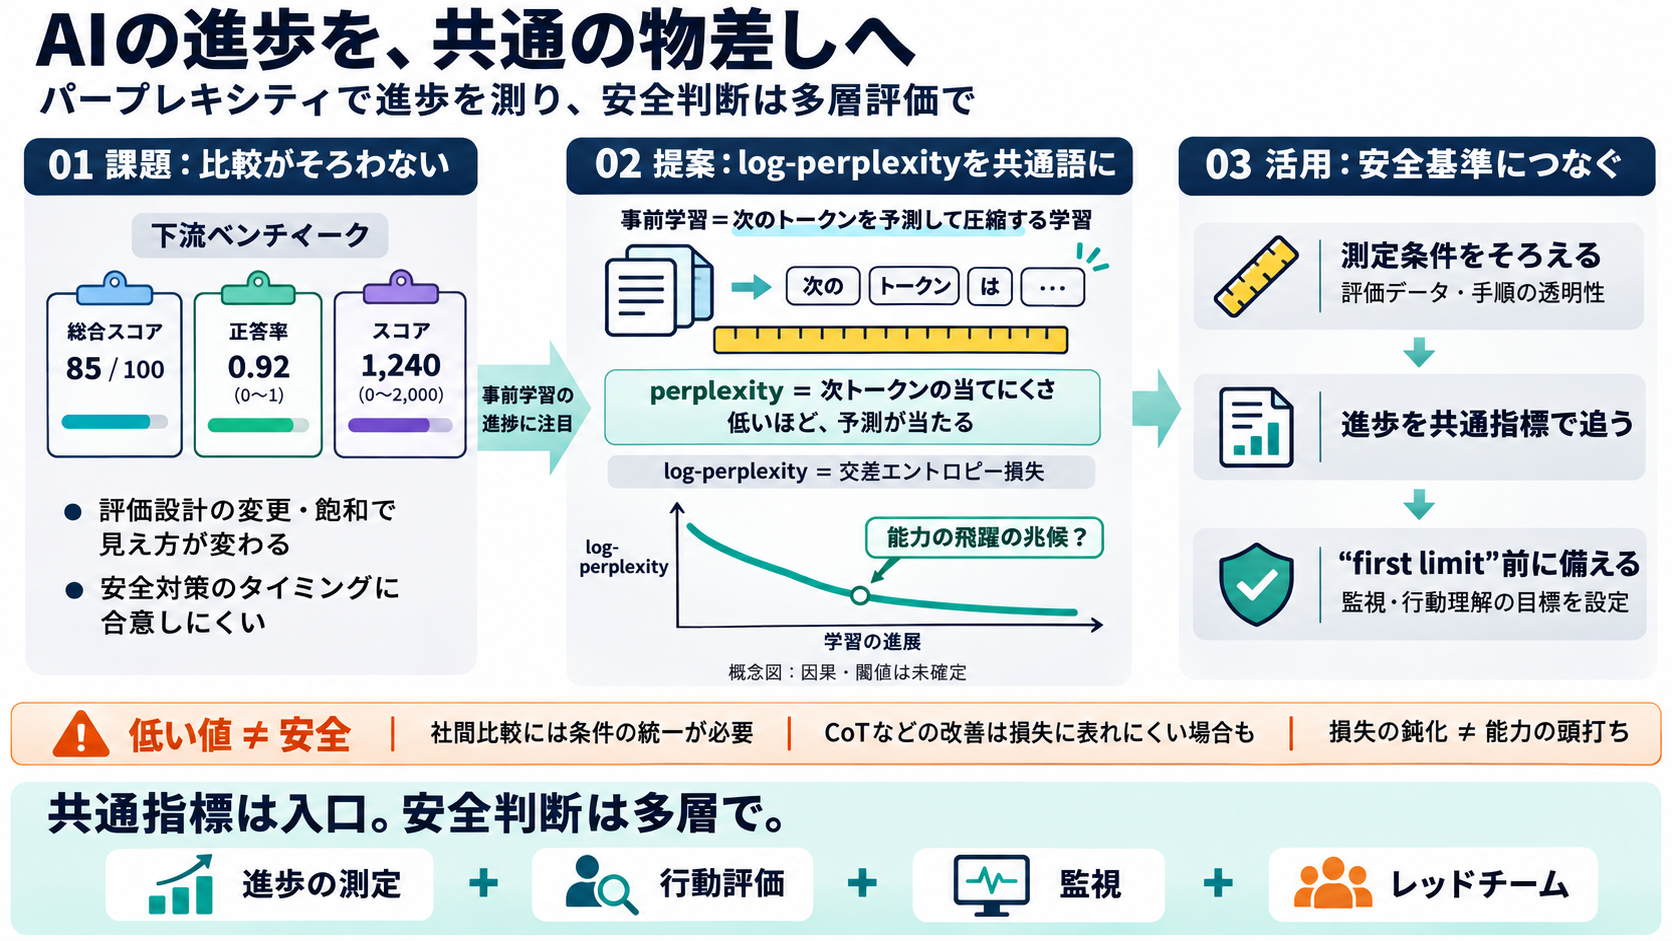 AIの進歩を、共通の物差しへ
パープレキシティで進歩を測り、安全判断は多層評価で
01 課題：比較がそろわない
下流ベンチィーク
総合スコア
85 / 100
正答率
0.92
(0〜1)
スコア
1,240
(0〜2,000)
● 評価設計の変更・飽和で
見え方が変わる
● 安全対策のタイミングに
合意しにくい
事前学習の
進捗に注目
02 提案：log-perplexityを共通語に
事前学習＝次のトークンを予測して圧縮する学習
次の トークン は …
perplexity ＝ 次トークンの当てにくさ
低いほど、予測が当たる
log-perplexity ＝ 交差エントロピー損失
log-
perplexity
能力の飛躍の兆候？
学習の進展
概念図：因果・閾値は未確定
03 活用：安全基準につなぐ
測定条件をそろえる
評価データ・手順の透明性
進歩を共通指標で追う
“first limit”前に備える
監視・行動理解の目標を設定
低い値 ≠ 安全
社間比較には条件の統一が必要
CoTなどの改善は損失に表れにくい場合も
損失の鈍化 ≠ 能力の頭打ち
共通指標は入口。安全判断は多層で。
進歩の測定 + 行動評価 + 監視 + レッドチーム